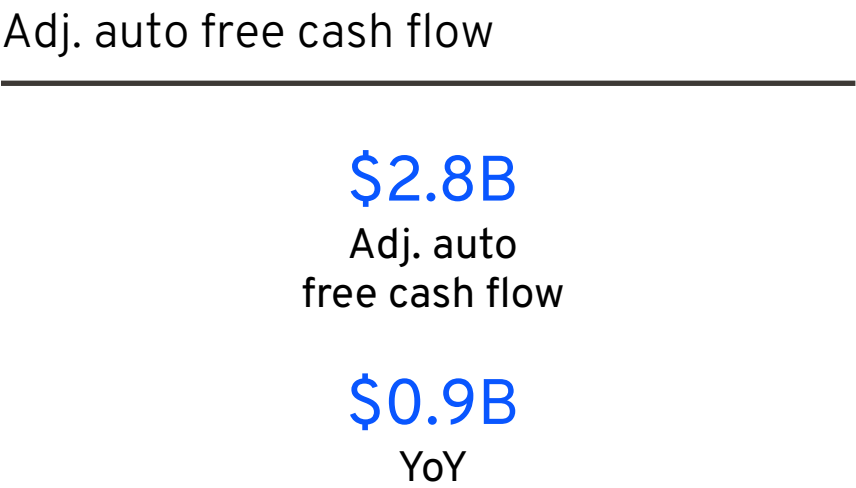 Adj. auto free cash flow
$2.8B
Adj. auto
free cash flow
$0.9B
YoY